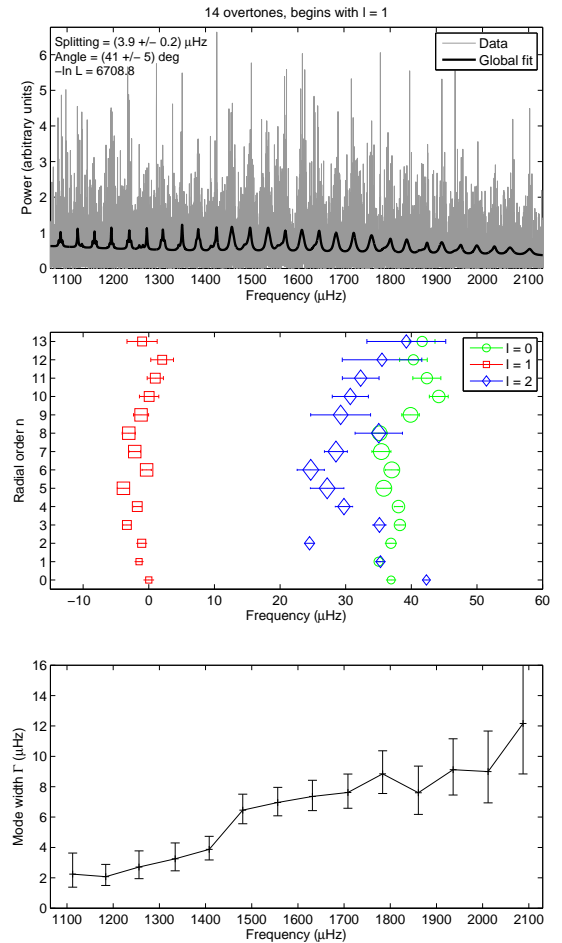 14 overtones, begins with l = 1
Splitting = (3.9 +/− 0.2) μHz
Angle = (41 +/− 5) deg
−ln L = 6708.8
Data
Global fit
Power (arbitrary units)
6
5
4
3
2
1
0
1100 1200 1300 1400 1500 1600 1700 1800 1900 2000 2100
Frequency (μHz)
l = 0
l = 1
l = 2
Radial order n
13
12
11
10
9
8
7
6
5
4
3
2
1
0
−10 0 10 20 30 40 50 60
Frequency (μHz)
Mode width Γ (μHz)
16
14
12
10
8
6
4
2
0
1100 1200 1300 1400 1500 1600 1700 1800 1900 2000 2100
Frequency (μHz)